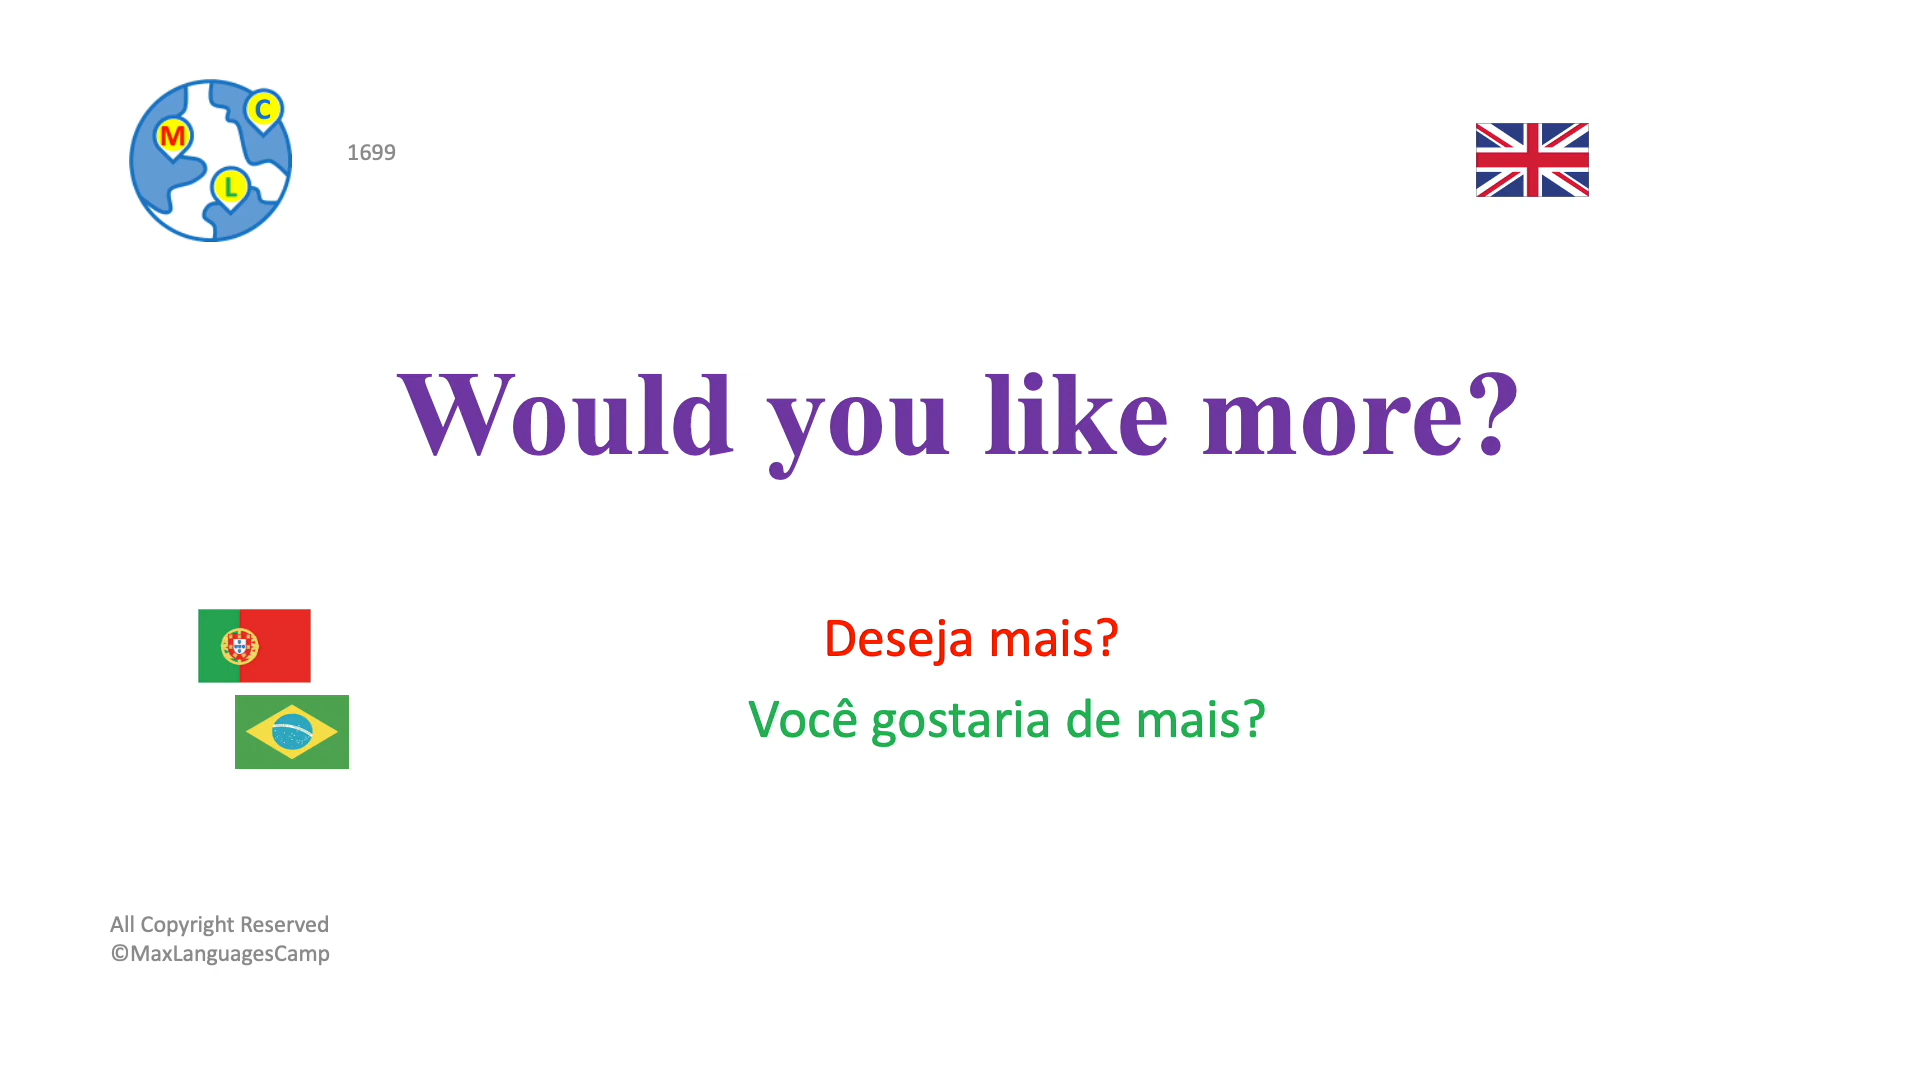 M
C
L
1699
Would you like more?
Deseja mais?
Você gostaria de mais?
All Copyright Reserved
©MaxLanguagesCamp